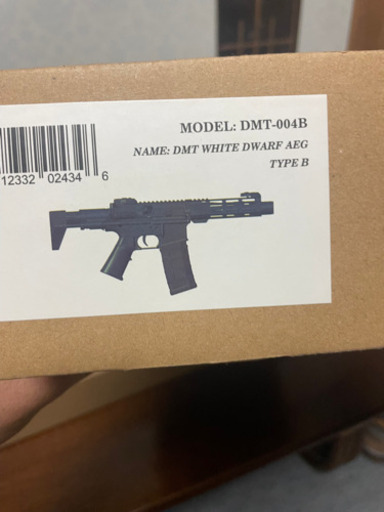 MODEL: DMT-004B
NAME: DMT WHITE DWARF AEG
TYPE B
12332 02434 6